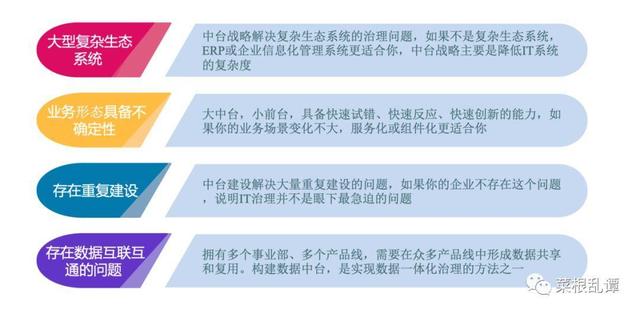 大型复杂生态
系统
中台战略解决复杂生态系统的治理问题，如果不是复杂生态系统，
ERP或企业信息化管理系统更适合你，中台战略主要是降低IT系统
的复杂度
业务形态具备不
确定性
大中台，小前台，具备快速试错、快速反应、快速创新的能力，如
果你的业务场景变化不大，服务化或组件化更适合你
存在重复建设
中台建设解决大量重复建设的问题，如果你的企业不存在这个问题
，说明IT治理并不是眼下最急迫的问题
存在数据互联互
通的问题
拥有多个事业部、多个产品线，需要在众多产品线中形成数据共享
和复用。构建数据中台，是实现数据一体化治理的方法之一
菜根乱谭